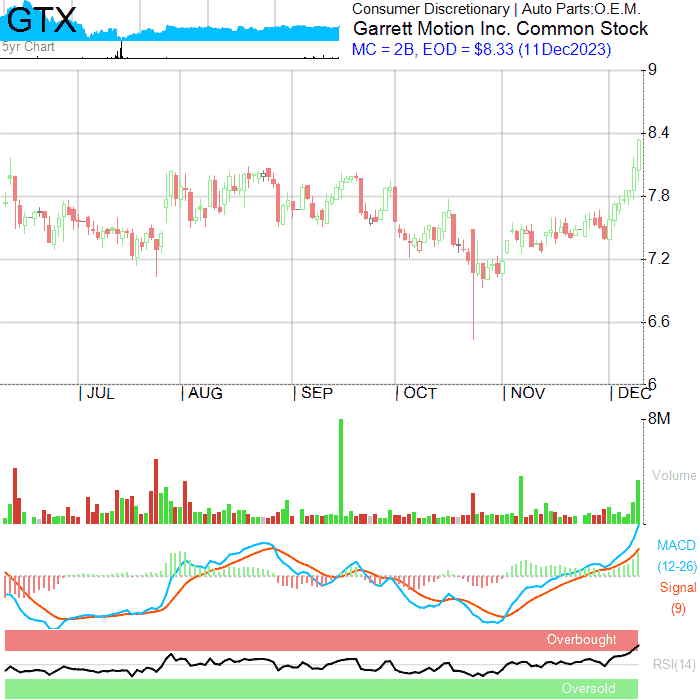 GTX
5yr Chart
Consumer Discretionary | Auto Parts:O.E.M.
Garrett Motion Inc. Common Stock
MC = 2B, EOD = $8.33 (11Dec2023)
9
8.4
7.8
7.2
6.6
6
JUL AUG SEP OCT NOV DEC
8M
Volume
MACD
(12-26)
Signal
(9)
Overbought
RSI(14)
Oversold